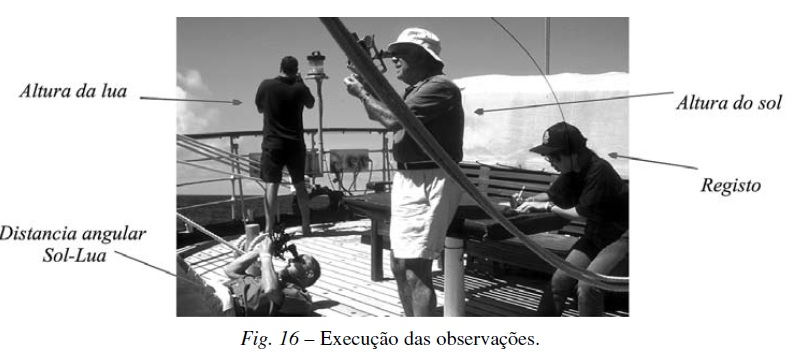 Altura da lua
Altura do sol
Registo
Distancia angular
Sol-Lua
Fig. 16 – Execução das observações.